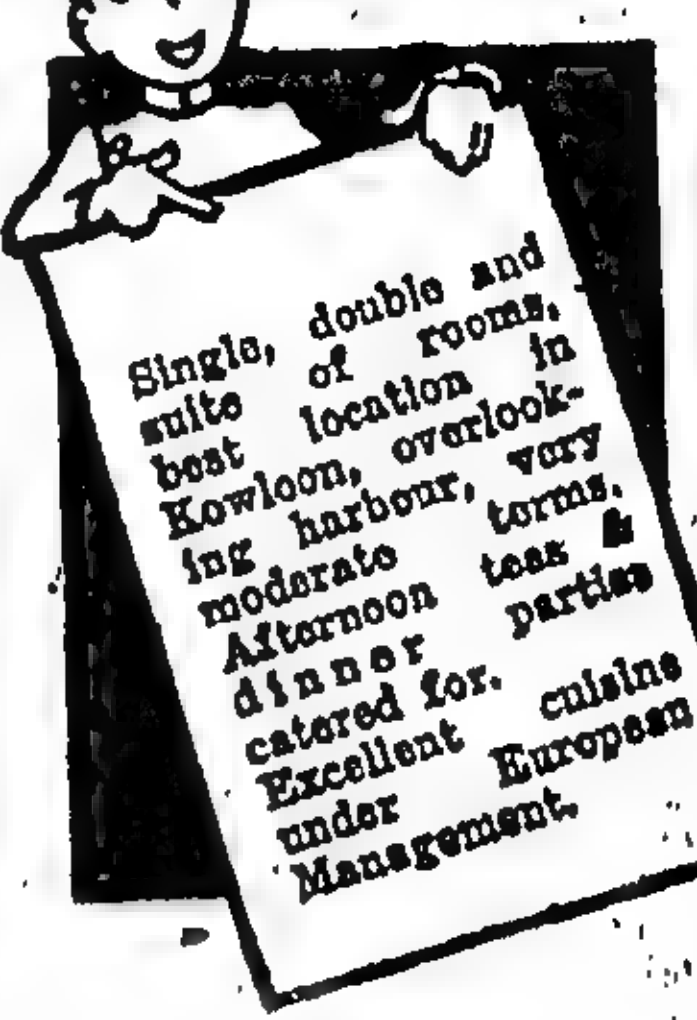 Single, double and
suite of rooms,
best location in
Kowloon, overlook-
ing harbour, very
moderate terms.
Afternoon teas &
dinner parties
catered for.
Excellent cuisine
under European
Management.